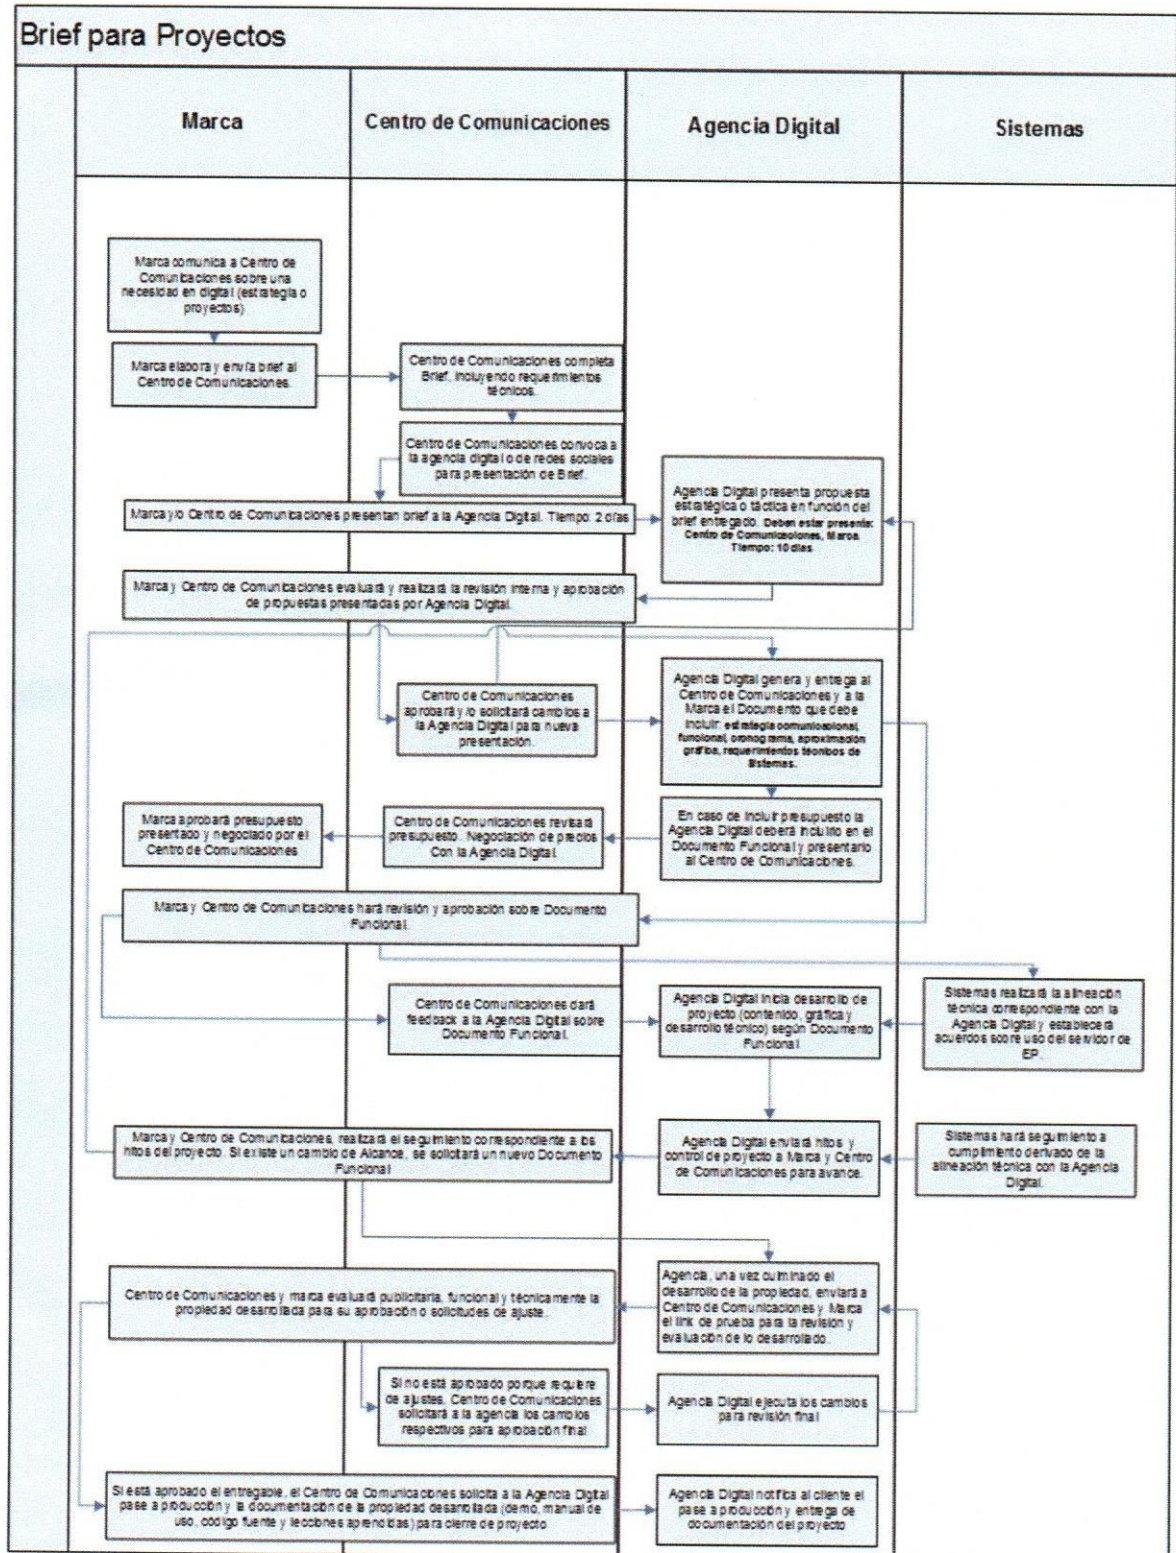 Brief para Proyectos
Marca
Centro de Comunicaciones
Agencia Digital
Sistemas
Marca comunica a Centro de
Comunicaciones sobre una
necesidad en digital (estrategia o
proyectos)
Marca elabora y envía brief al
Centro de Comunicaciones.
Centro de Comunicaciones completa
Brief, incluyendo requerimientos
técnicos.
Centro de Comunicaciones convoca a
la agencia digital o de redes sociales
para presentación de Brief.
Marca y/o Centro de Comunicaciones presentan brief a la Agencia Digital. Tiempo: 2 días
Agencia Digital presenta propuesta
estratégica o táctica en función del
brief entregado. Deben estar presente:
Centro de Comunicaciones, Marca.
Tiempo: 10 días
Marca y Centro de Comunicaciones evaluará y realizará la revisión interna y aprobación
de propuestas presentadas por Agencia Digital.
Centro de Comunicaciones
aprobará y/o solicitará cambios a
la Agencia Digital para nueva
presentación.
Agencia Digital genera y entrega al
Centro de Comunicaciones y a la
Marca el Documento que debe
incluir: estrategia comunicacional,
funcional, cronograma, aproximación
gráfica, requerimientos técnicos de
Sistemas.
Marca aprobará presupuesto
presentado y negociado por el
Centro de Comunicaciones
Centro de Comunicaciones revisará
presupuesto. Negociación de precios
Con la Agencia Digital.
En caso de incluir presupuesto la
Agencia Digital deberá incluirlo en el
Documento Funcional y presentarlo
al Centro de Comunicaciones.
Marca y Centro de Comunicaciones hará revisión y aprobación sobre Documento
Funcional.
Centro de Comunicaciones dará
feedback a la Agencia Digital sobre
Documento Funcional.
Agencia Digital inicia desarrollo de
proyecto (contenido, gráfica y
desarrollo técnico) según Documento
Funcional.
Sistemas realizará la alineación
técnica correspondiente con la
Agencia Digital y establecerá
acuerdos sobre uso del servidor de
EP.
Marca y Centro de Comunicaciones, realizará el seguimiento correspondiente a los
hitos del proyecto. Si existe un cambio de Alcance, se solicitará un nuevo Documento
Funcional
Agencia Digital enviará hitos y
control de proyecto a Marca y Centro
de Comunicaciones para avance.
Sistemas hará seguimiento a
cumplimiento derivado de la
alineación técnica con la Agencia
Digital.
Centro de Comunicaciones y marca evaluará publicitaria, funcional y técnicamente la
propiedad desarrollada para su aprobación o solicitudes de ajuste.
Agencia, una vez culminado el
desarrollo de la propiedad, enviará a
Centro de Comunicaciones y Marca
el link de prueba para la revisión y
evaluación de lo desarrollado.
Si no está aprobado porque requiere
de ajustes, Centro de Comunicaciones
solicitará a la agencia los cambios
respectivos para aprobación final
Agencia Digital ejecuta los cambios
para revisión final
Si está aprobado el entregable, el Centro de Comunicaciones solicita a la Agencia Digital
pase a producción y la documentación de la propiedad desarrollada (demo, manual de
uso, código fuente y lecciones aprendidas) para cierre de proyecto
Agencia Digital notifica al cliente el
pase a producción y entrega de
documentación del proyecto